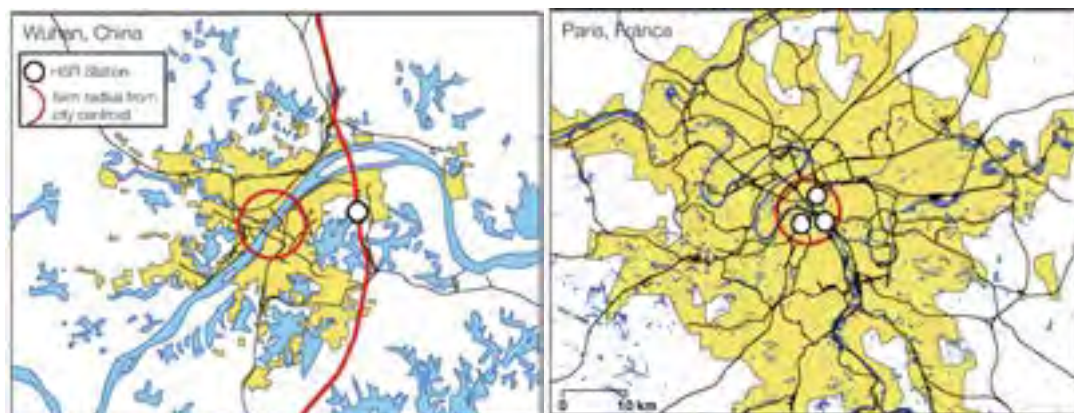 Wuhan, China
HSR Station
5km radius from
city centroid
Paris, France
0 10 km